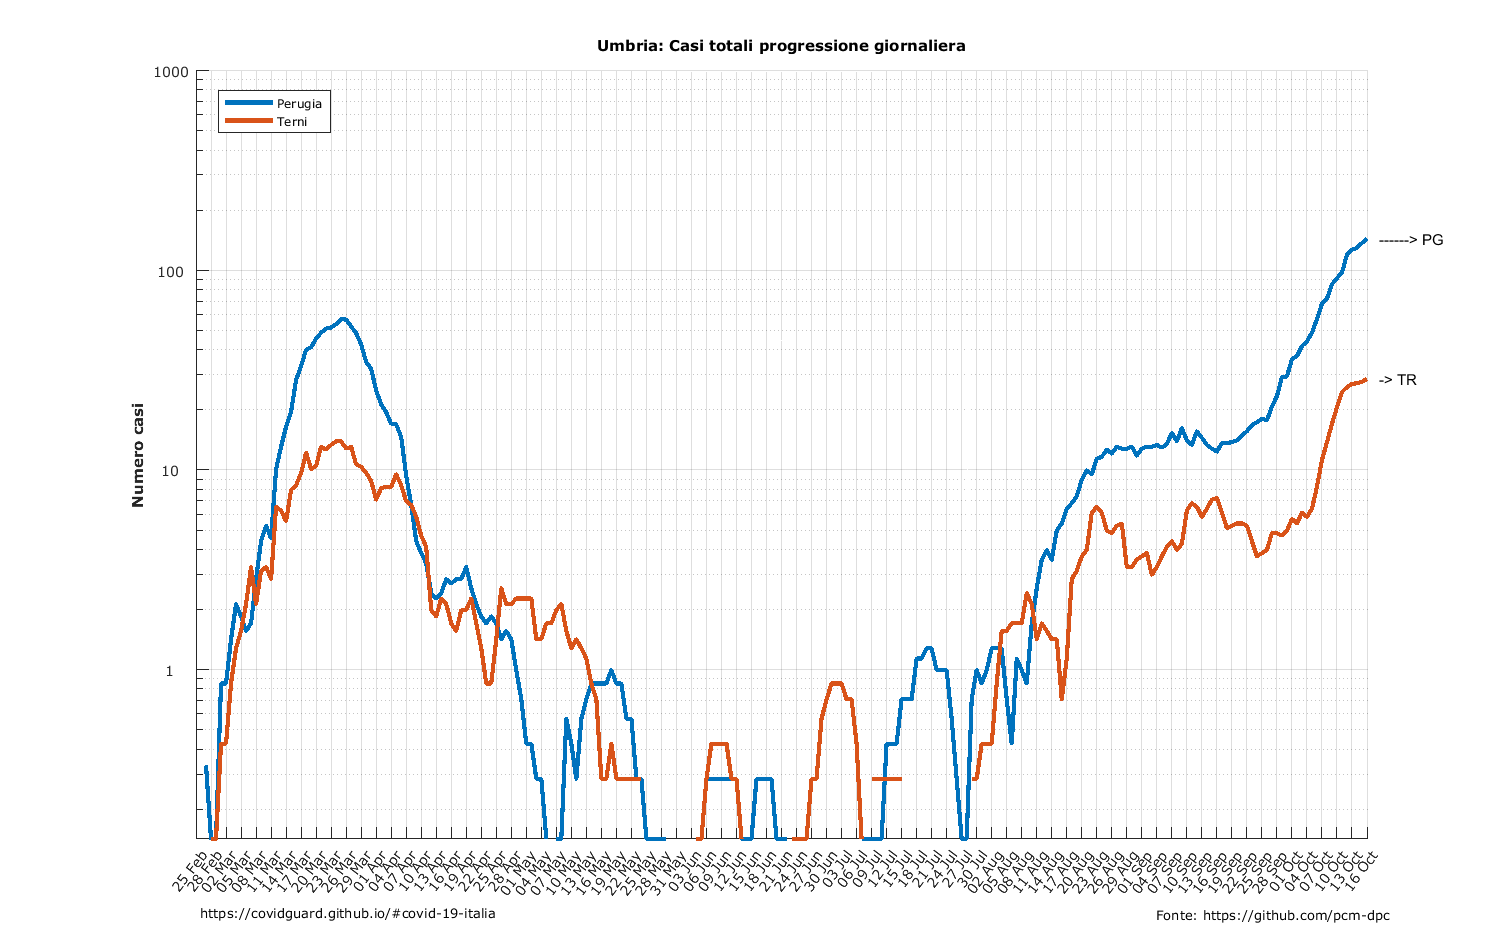 Umbria: Casi totali progressione giornaliera
1000
100
10
1
Numero casi
Perugia
Terni
------> PG
-> TR
25 Feb
28 Feb
02 Mar
05 Mar
08 Mar
11 Mar
14 Mar
17 Mar
20 Mar
23 Mar
26 Mar
29 Mar
01 Apr
04 Apr
07 Apr
10 Apr
13 Apr
16 Apr
19 Apr
22 Apr
25 Apr
28 Apr
01 May
04 May
07 May
10 May
13 May
16 May
19 May
22 May
25 May
28 May
31 May
03 Jun
06 Jun
09 Jun
12 Jun
15 Jun
18 Jun
21 Jun
24 Jun
27 Jun
30 Jun
03 Jul
06 Jul
09 Jul
12 Jul
15 Jul
18 Jul
21 Jul
24 Jul
27 Jul
30 Jul
02 Aug
05 Aug
08 Aug
11 Aug
14 Aug
17 Aug
20 Aug
23 Aug
26 Aug
29 Aug
01 Sep
04 Sep
07 Sep
10 Sep
13 Sep
16 Sep
19 Sep
22 Sep
25 Sep
28 Sep
01 Oct
04 Oct
07 Oct
10 Oct
13 Oct
16 Oct
https://covidguard.github.io/#covid-19-italia
Fonte: https://github.com/pcm-dpc